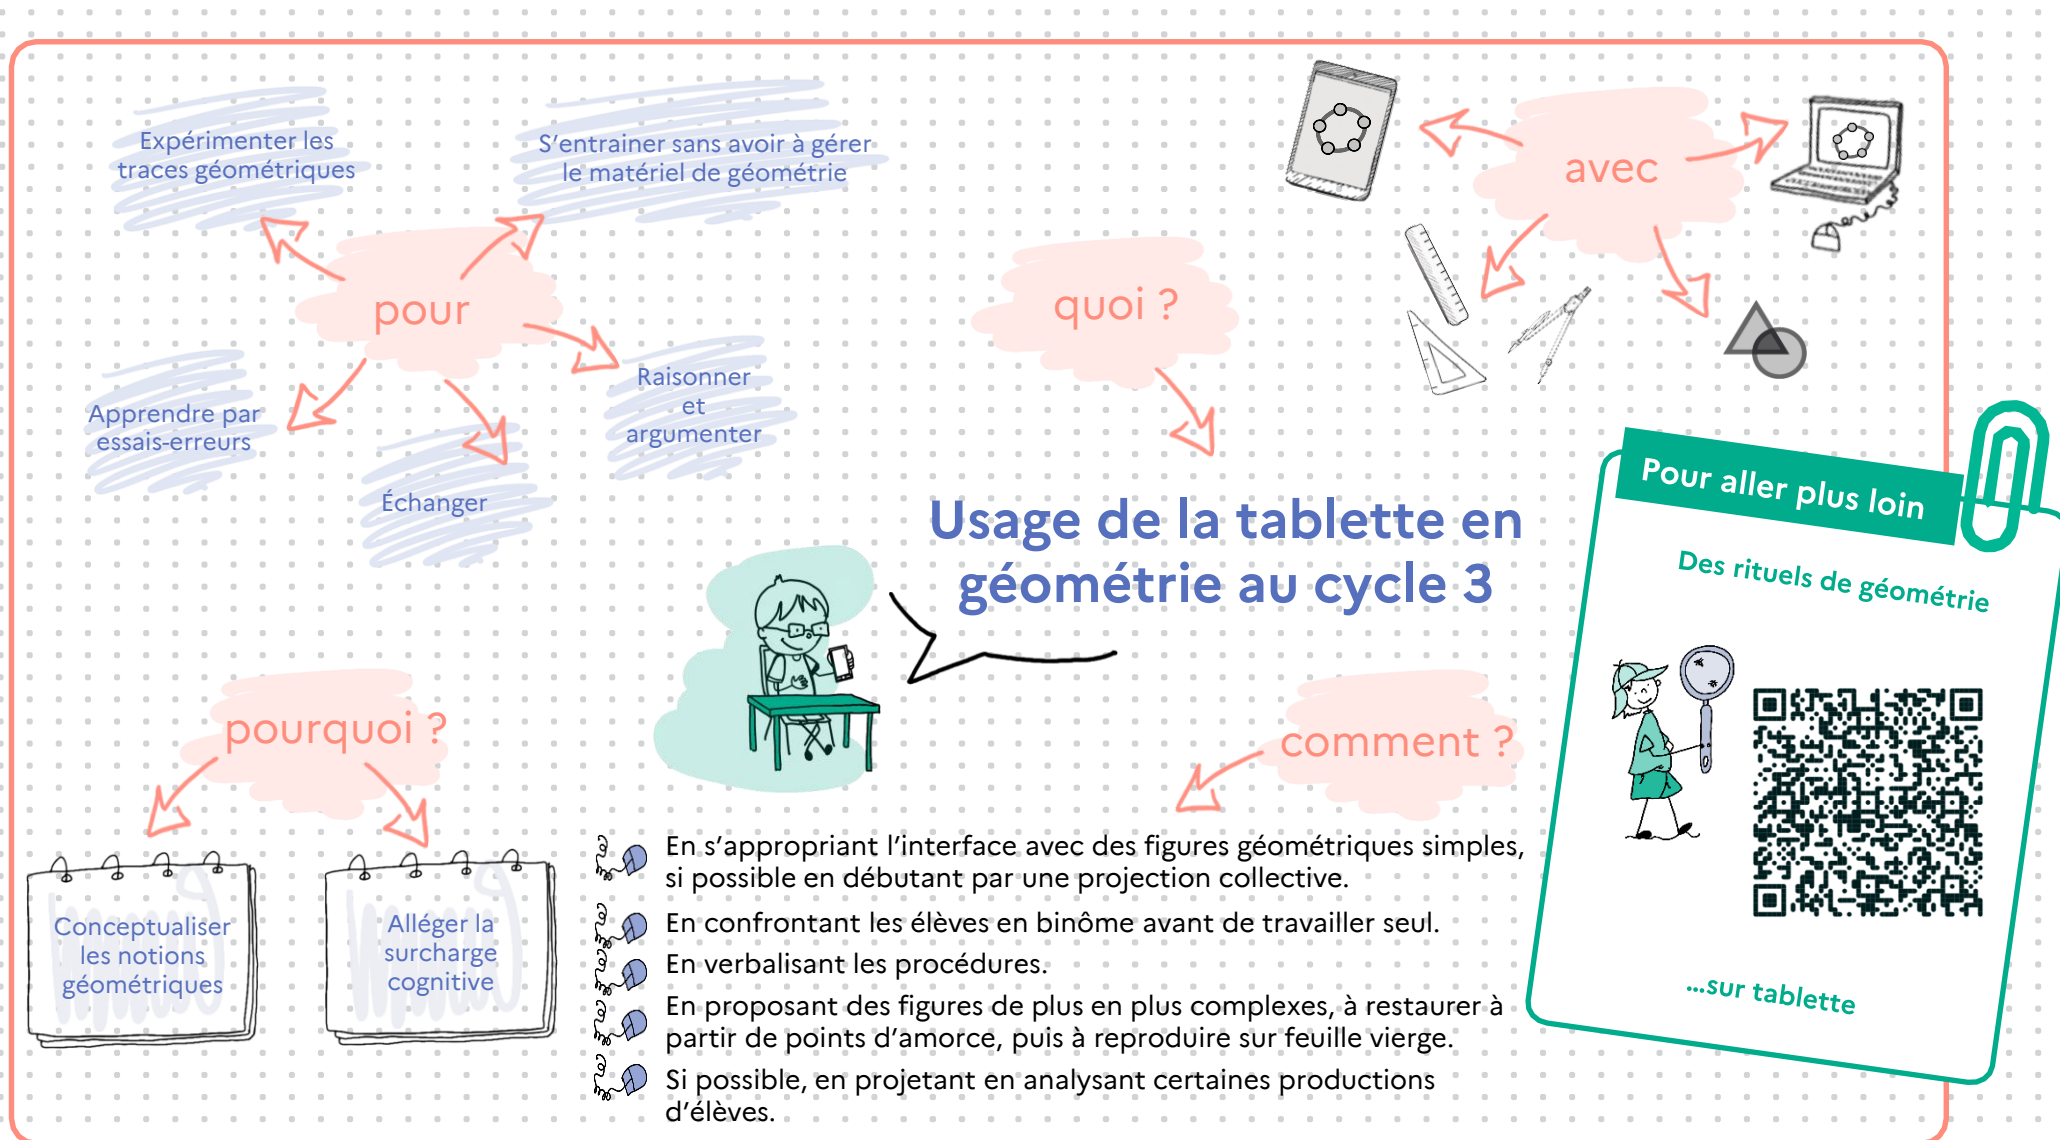 Expérimenter les
traces géométriques
S'entrainer sans avoir à gérer
le matériel de géométrie
pour
Apprendre par
essais-erreurs
Échanger
Raisonner
et
argumenter
quoi ?
avec
Usage de la tablette en
géométrie au cycle 3
pourquoi ?
Conceptualiser
les notions
géométriques
Alléger la
surcharge
cognitive
comment ?
En s'appropriant l'interface avec des figures géométriques simples,
si possible en débutant par une projection collective.
En confrontant les élèves en binôme avant de travailler seul.
En verbalisant les procédures.
En proposant des figures de plus en plus complexes, à restaurer à
partir de points d'amorce, puis à reproduire sur feuille vierge.
Si possible, en projetant en analysant certaines productions
d'élèves.
Pour aller plus loin
Des rituels de géométrie
...sur tablette